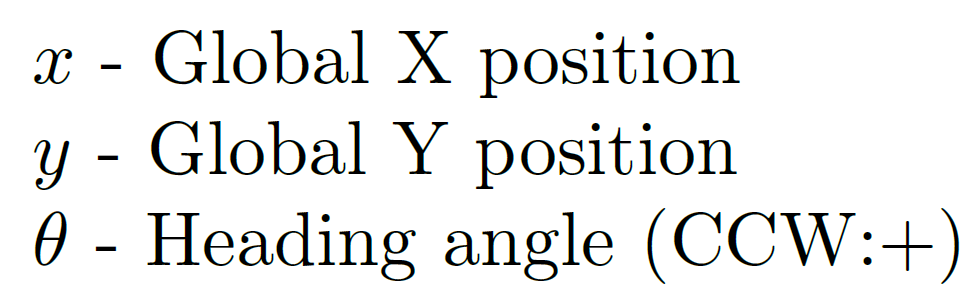 x - Global X position
y - Global Y position
θ - Heading angle (CCW:+)